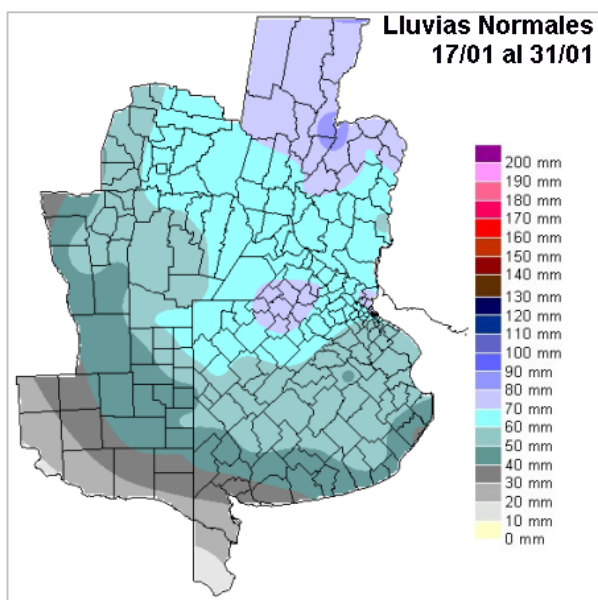 Lluvias Normales
17/01 al 31/01
200 mm
190 mm
180 mm
170 mm
160 mm
150 mm
140 mm
130 mm
120 mm
110 mm
100 mm
90 mm
80 mm
70 mm
60 mm
50 mm
40 mm
30 mm
20 mm
10 mm
0 mm